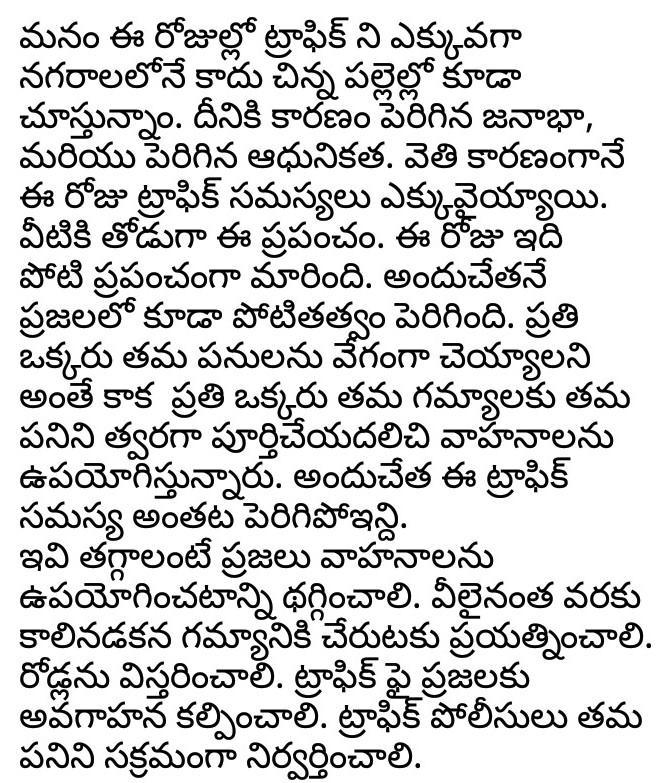 మనం ఈ రోజుల్లో ట్రాఫిక్ ని ఎక్కువగా
నగరాలలోనే కాదు చిన్న పల్లెల్లో కూడా
చూస్తున్నాం. దీనికి కారణం పెరిగిన జనాభా,
మరియు పెరిగిన ఆధునికత. వెతి కారణంగానే
ఈ రోజు ట్రాఫిక్ సమస్యలు ఎక్కువైయ్యాయి.
వీటికి తోడుగా ఈ ప్రపంచం. ఈ రోజు ఇది
పోటి ప్రపంచంగా మారింది. అందుచేతనే
ప్రజలలో కూడా పోటితత్వం పెరిగింది. ప్రతి
ఒక్కరు తమ పనులను వేగంగా చెయ్యాలని
అంతే కాక ప్రతి ఒక్కరు తమ గమ్యాలకు తమ
పనిని త్వరగా పూర్తిచేయదలిచి వాహనాలను
ఉపయోగిస్తున్నారు. అందుచేత ఈ ట్రాఫిక్
సమస్య అంతట పెరిగిపోఇన్ది.
ఇవి తగ్గాలంటే ప్రజలు వాహనాలను
ఉపయోగించటాన్ని థగ్గించాలి. వీలైనంత వరకు
కాలినడకన గమ్యానికి చేరుటకు ప్రయత్నించాలి.
రోడ్లను విస్తరించాలి. ట్రాఫిక్ ఫై ప్రజలకు
అవగాహన కల్పించాలి. ట్రాఫిక్ పోలీసులు తమ
పనిని సక్రమంగా నిర్వర్తించాలి.